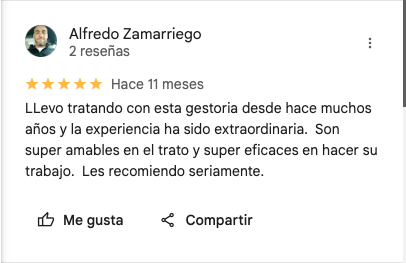 Alfredo Zamarriego
2 reseñas
Hace 11 meses
LLevo tratando con esta gestoria desde hace muchos
años y la experiencia ha sido extraordinaria.  Son
super amables en el trato y super eficaces en hacer su
trabajo.  Les recomiendo seriamente.
Me gusta
Compartir